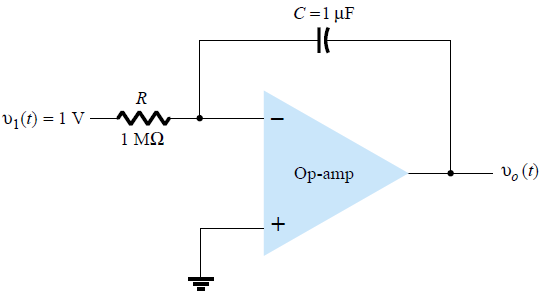 C = 1 μF
R
υ₁(t) = 1 V
1 MΩ
−
Op-amp
υₒ (t)
+